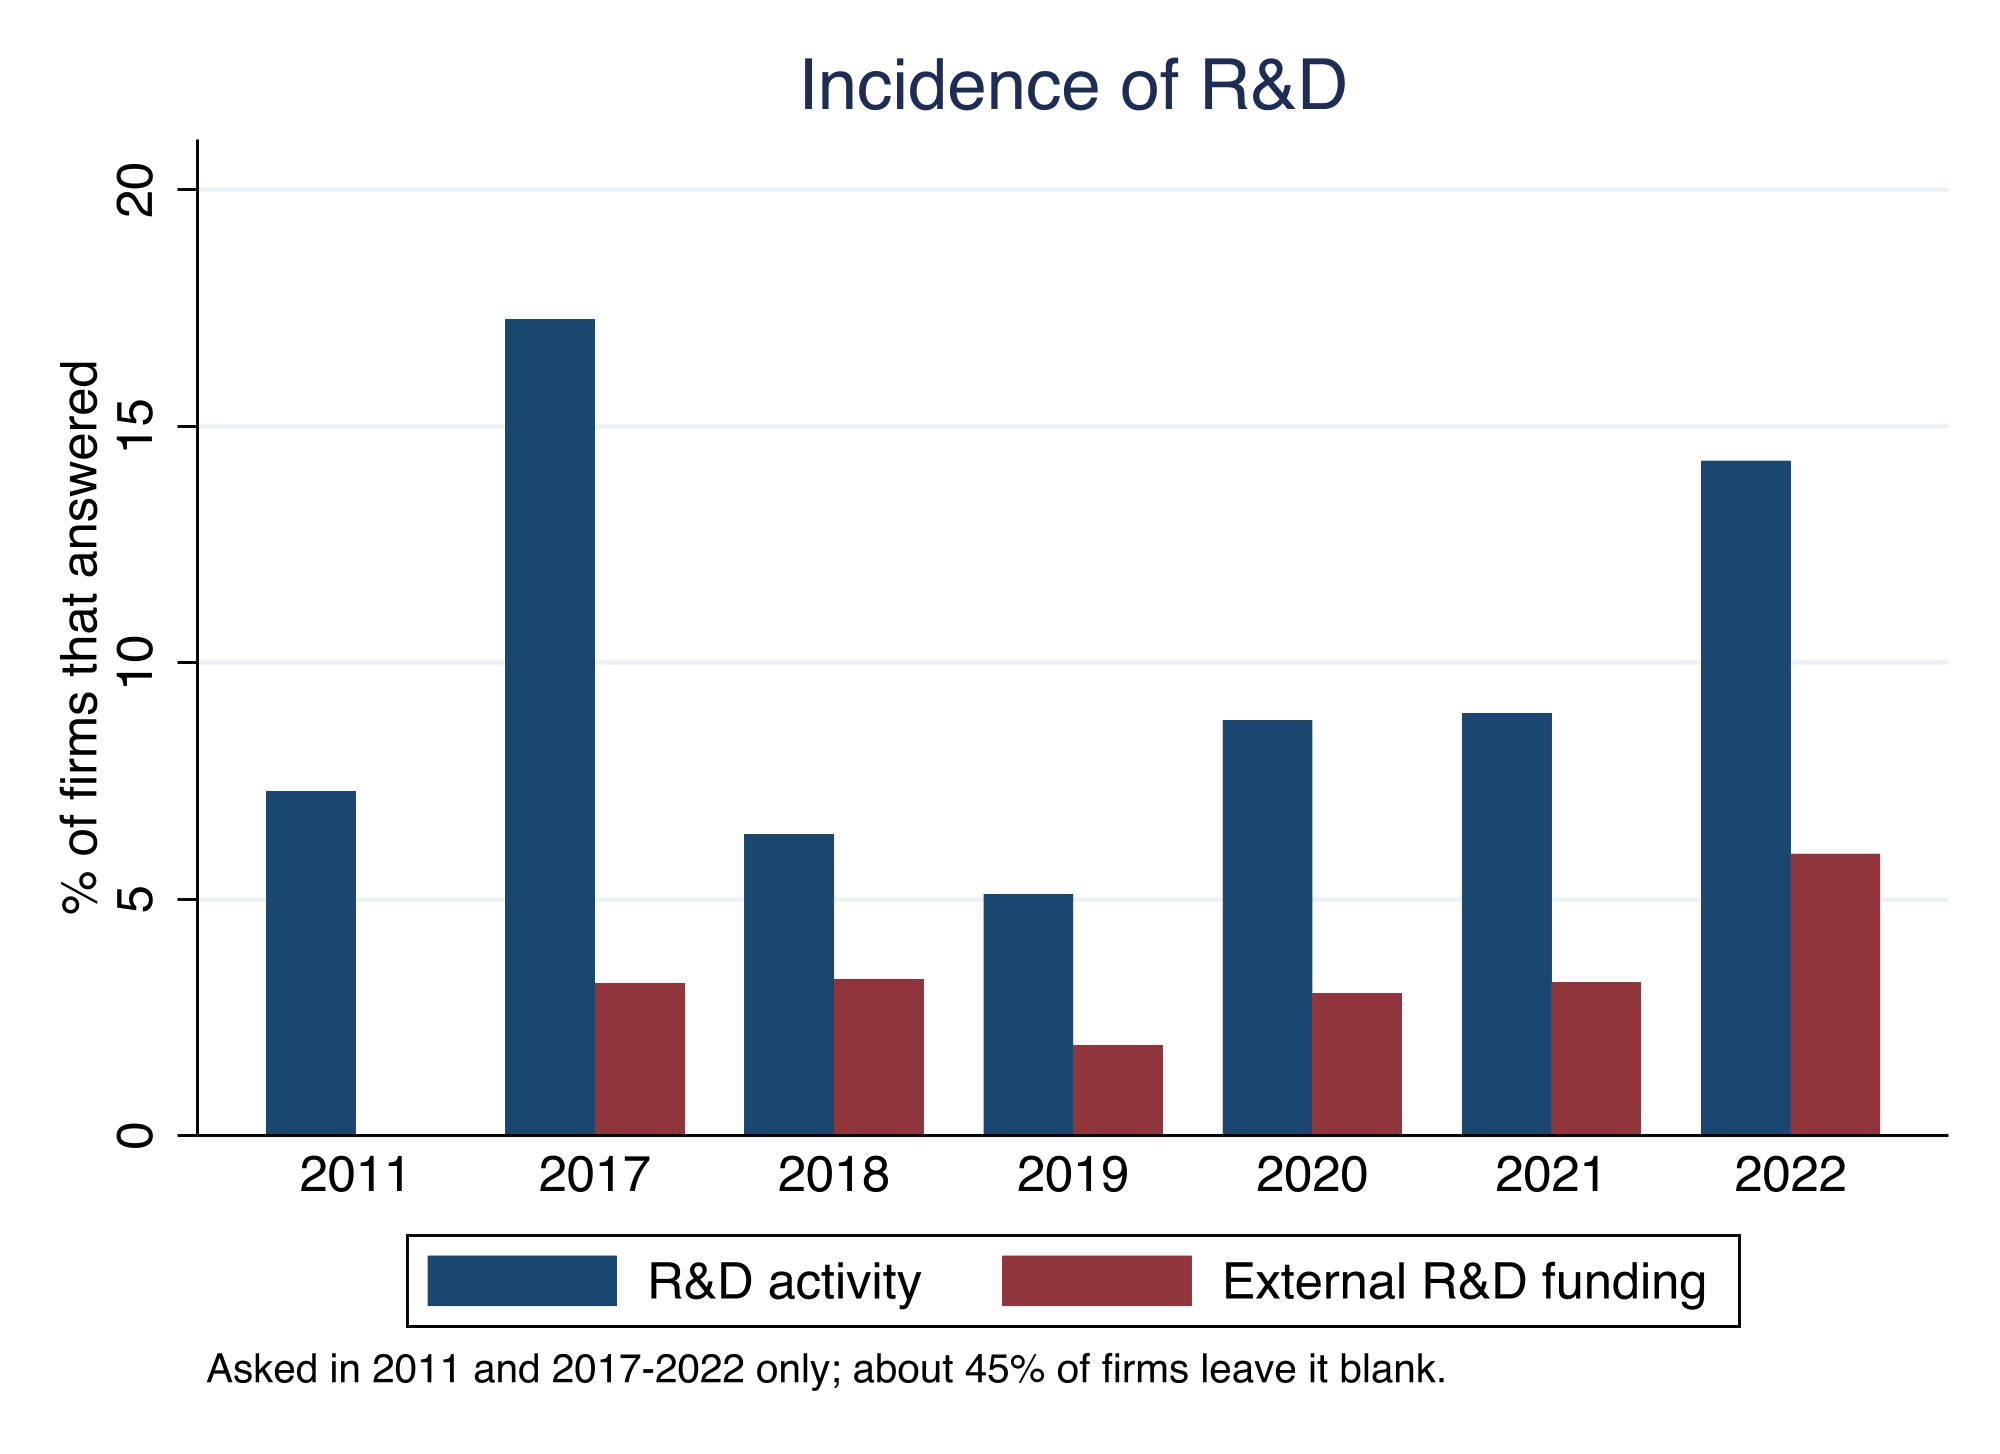 Incidence of R&D
% of firms that answered
20
15
10
5
0
2011 2017 2018 2019 2020 2021 2022
R&D activity External R&D funding
Asked in 2011 and 2017-2022 only; about 45% of firms leave it blank.